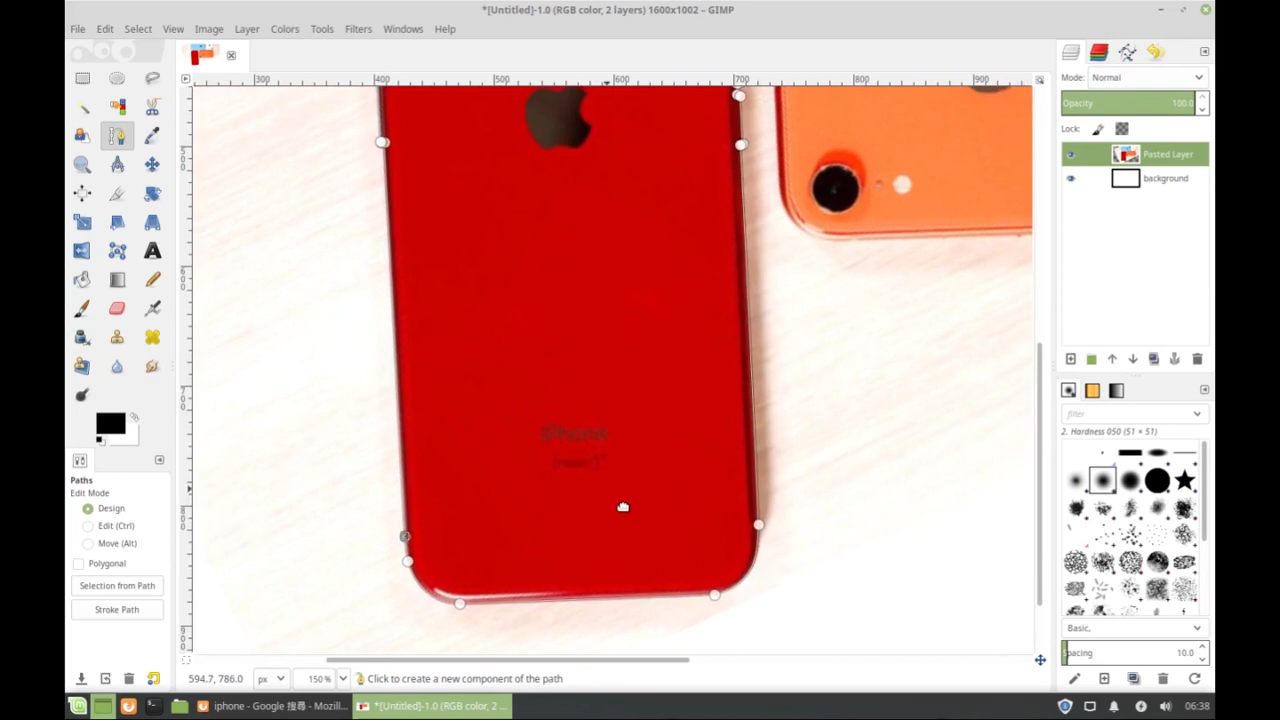 *[Untitled]-1.0 (RGB color, 2 layers) 1600x1002 – GIMP
File Edit Select View Image Layer Colors Tools Filters Windows Help
300 400 500 600 700 800 900
Mode: Normal
Opacity 100.0
Lock:
Pasted Layer
background
iPhone
filter
2. Hardness 050 (51 × 51)
Paths
Edit Mode
Design
Edit (Ctrl)
Move (Alt)
Polygonal
Selection from Path
Stroke Path
Basic,
pacing 10.0
594.7, 786.0 px 150 % Click to create a new component of the path
iphone - Google 搜尋 - Mozill... *[Untitled]-1.0 (RGB color, 2 ... 06:38